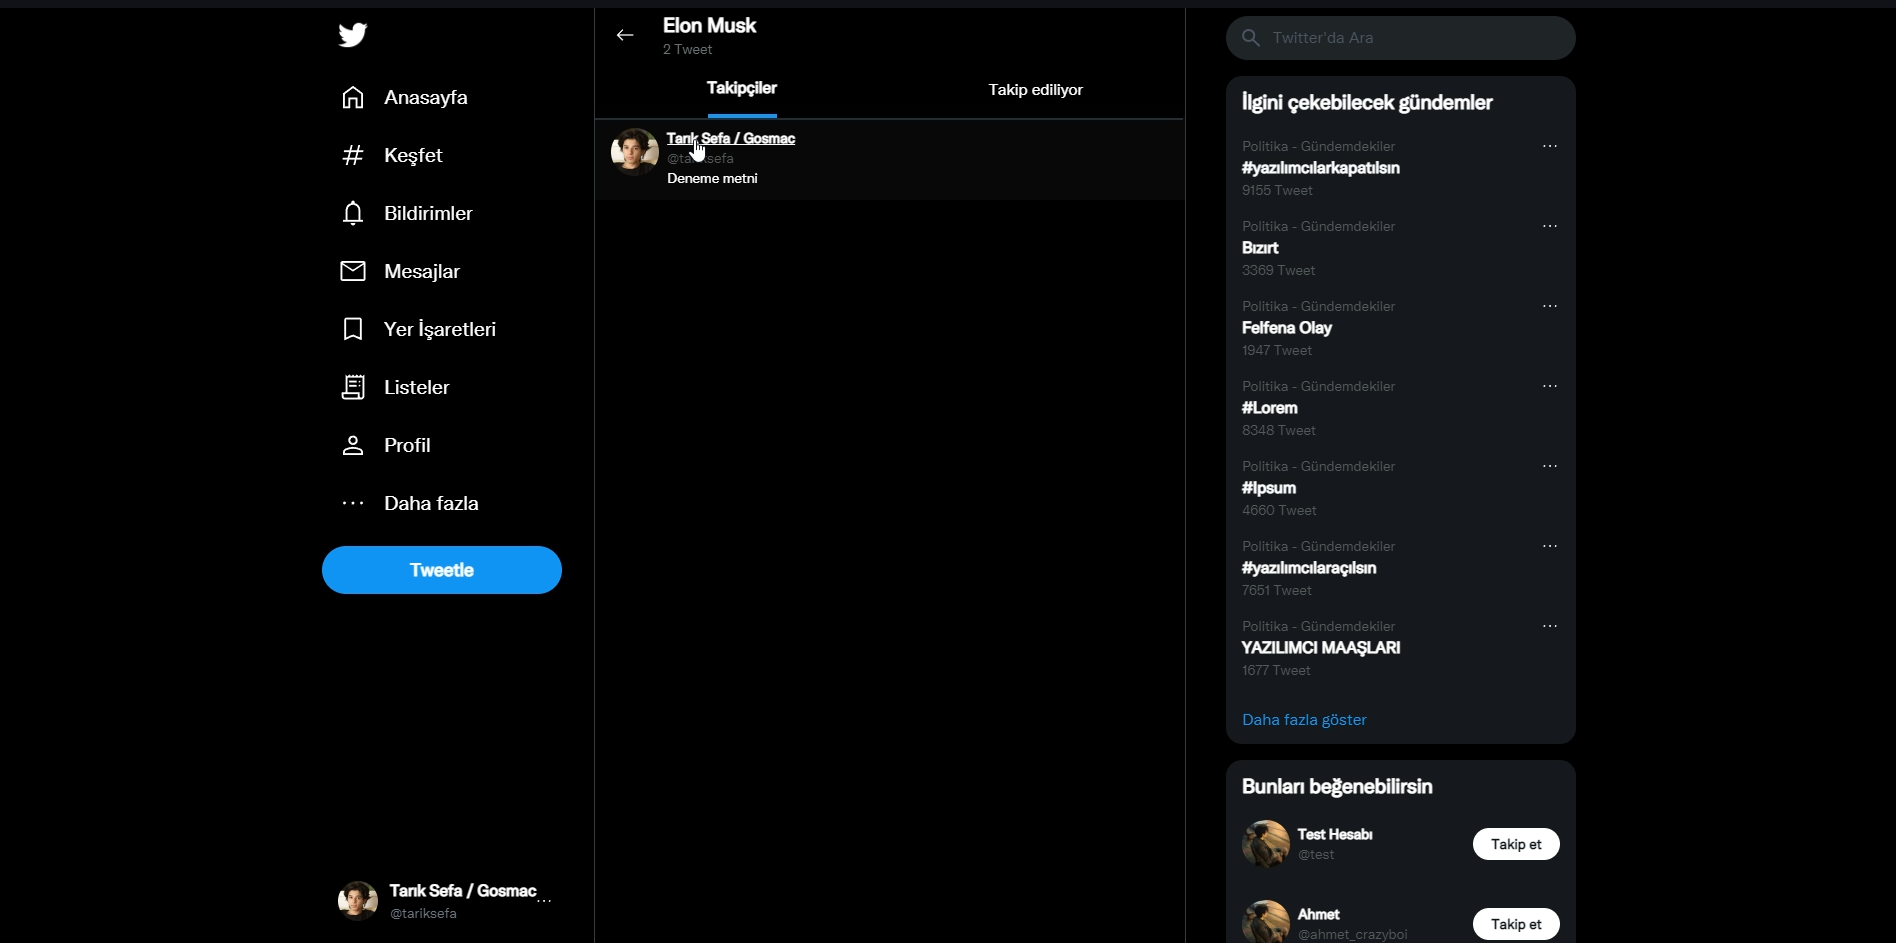 Anasayfa
Keşfet
Bildirimler
Mesajlar
Yer İşaretleri
Listeler
Profil
Daha fazla
Tweetle
Tarık Sefa / Gosmac
@tariksefa
Elon Musk
2 Tweet
Takipçiler
Takip ediliyor
Tarık Sefa / Gosmac
@tariksefa
Deneme metni
Twitter'da Ara
İlgini çekebilecek gündemler
Politika - Gündemdekiler
#yazılımcılarkapatılsın
9155 Tweet
Politika - Gündemdekiler
Bızırt
3369 Tweet
Politika - Gündemdekiler
Felfena Olay
1947 Tweet
Politika - Gündemdekiler
#Lorem
8348 Tweet
Politika - Gündemdekiler
#Ipsum
4660 Tweet
Politika - Gündemdekiler
#yazılımcılaraçılsın
7651 Tweet
Politika - Gündemdekiler
YAZILIMCI MAAŞLARI
1677 Tweet
Daha fazla göster
Bunları beğenebilirsin
Test Hesabı
@test
Takip et
Ahmet
@ahmet_crazyboi
Takip et